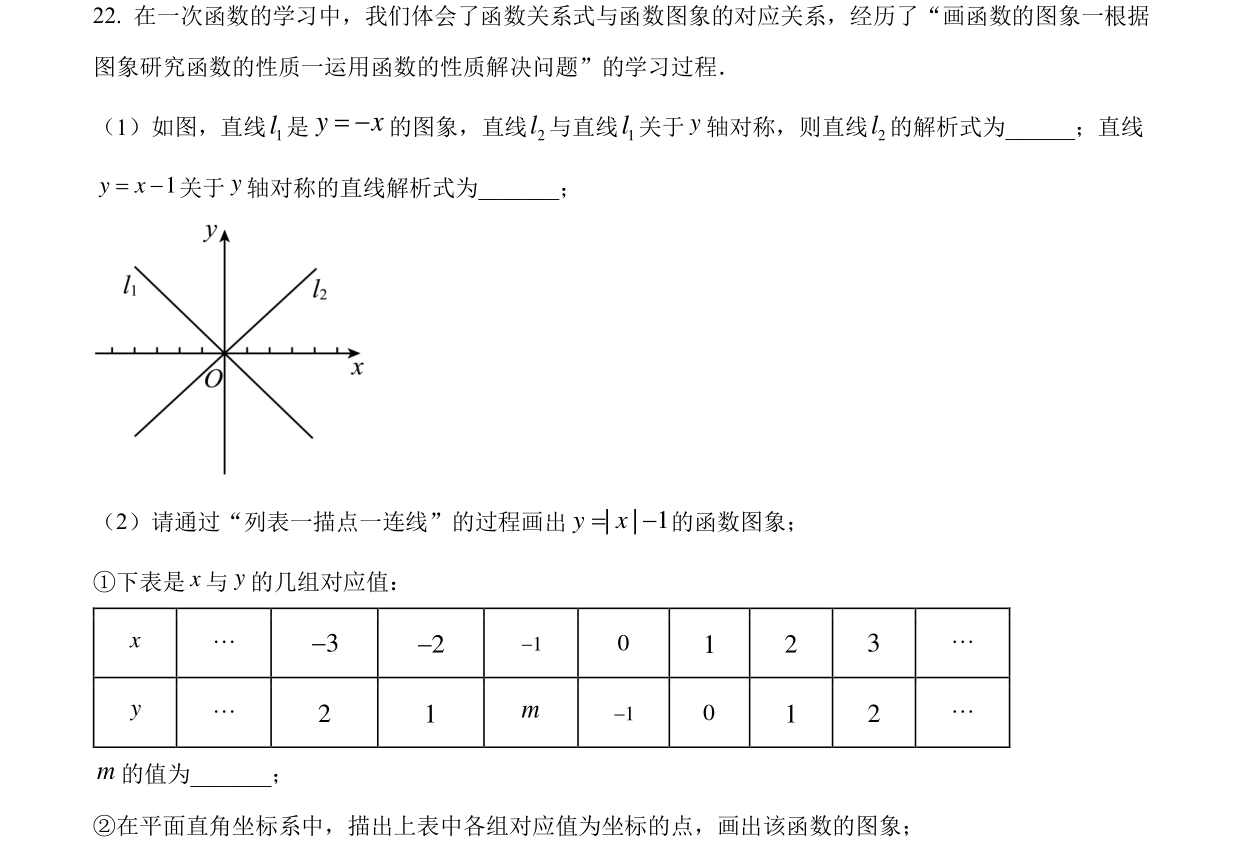 22. 在一次函数的学习中，我们体会了函数关系式与函数图象的对应关系，经历了“画函数的图象一根据
图象研究函数的性质一运用函数的性质解决问题”的学习过程．
（1）如图，直线l₁是 y = −x 的图象，直线l₂与直线l₁关于 y 轴对称，则直线l₂的解析式为______；直线
y = x − 1关于 y 轴对称的直线解析式为_______；
y
l₁
l₂
O
x
（2）请通过“列表一描点一连线”的过程画出 y =| x | −1的函数图象；
①下表是 x 与 y 的几组对应值：
x ⋯ −3 −2 −1 0 1 2 3 ⋯
y ⋯ 2 1 m −1 0 1 2 ⋯
m 的值为_______；
②在平面直角坐标系中，描出上表中各组对应值为坐标的点，画出该函数的图象；